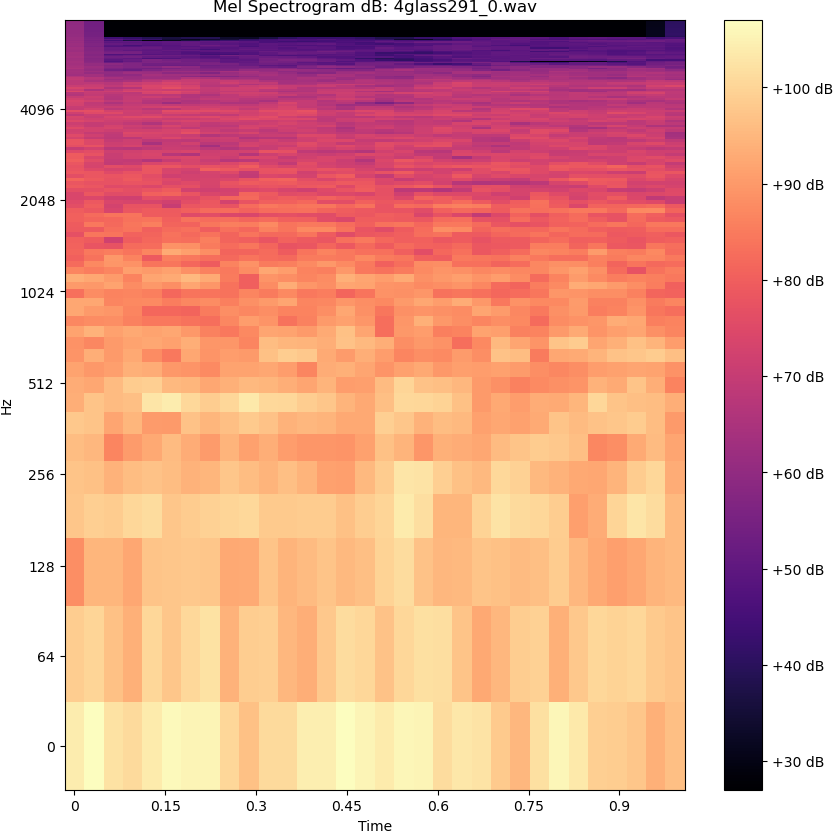 Mel Spectrogram dB: 4glass291_0.wav
4096
2048
1024
512
256
128
64
0
Hz
0 0.15 0.3 0.45 0.6 0.75 0.9
Time
+100 dB
+90 dB
+80 dB
+70 dB
+60 dB
+50 dB
+40 dB
+30 dB